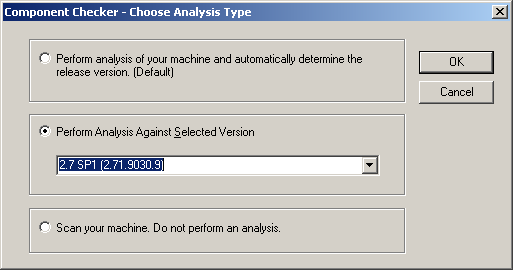 Component Checker - Choose Analysis Type
Perform analysis of your machine and automatically determine the
release version. (Default)
OK
Cancel
Perform Analysis Against Selected Version
2.7 SP1 (2.71.9030.9)
Scan your machine. Do not perform an analysis.